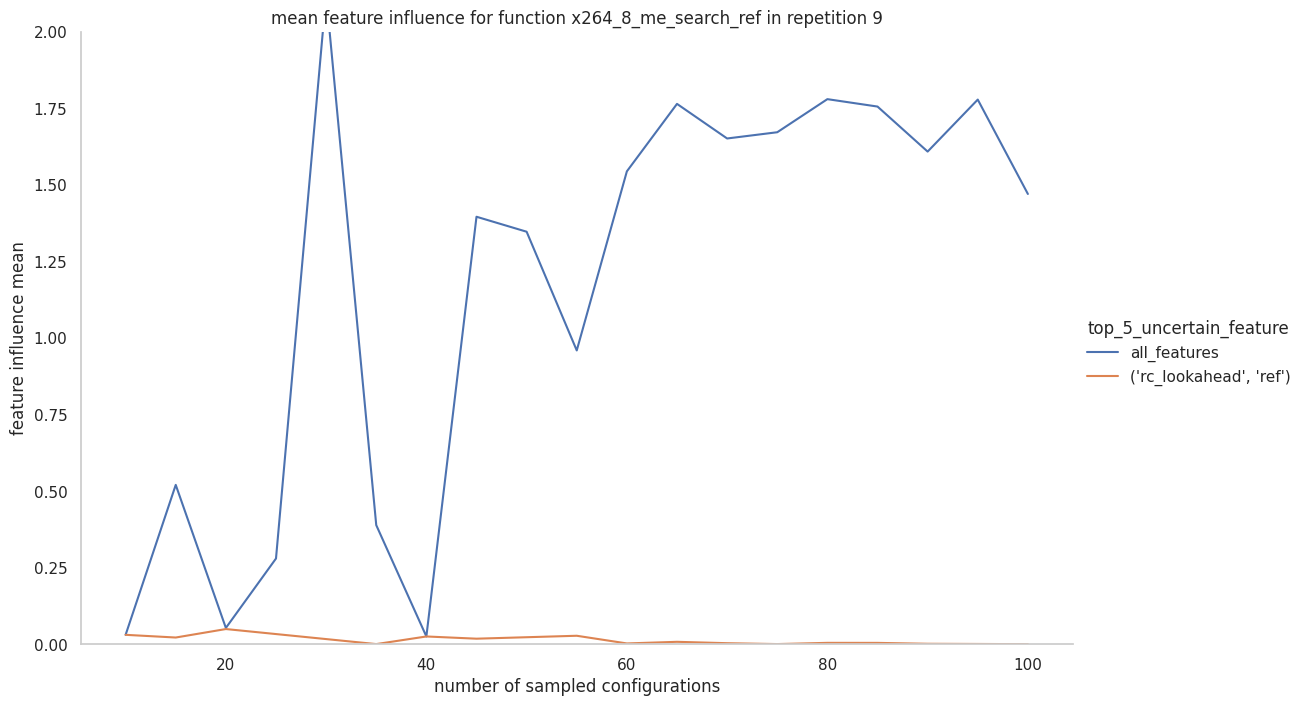 mean feature influence for function x264_8_me_search_ref in repetition 9
feature influence mean
2.00
1.75
1.50
1.25
1.00
0.75
0.50
0.25
0.00
20
40
60
80
100
number of sampled configurations
top_5_uncertain_feature
all_features
('rc_lookahead', 'ref')